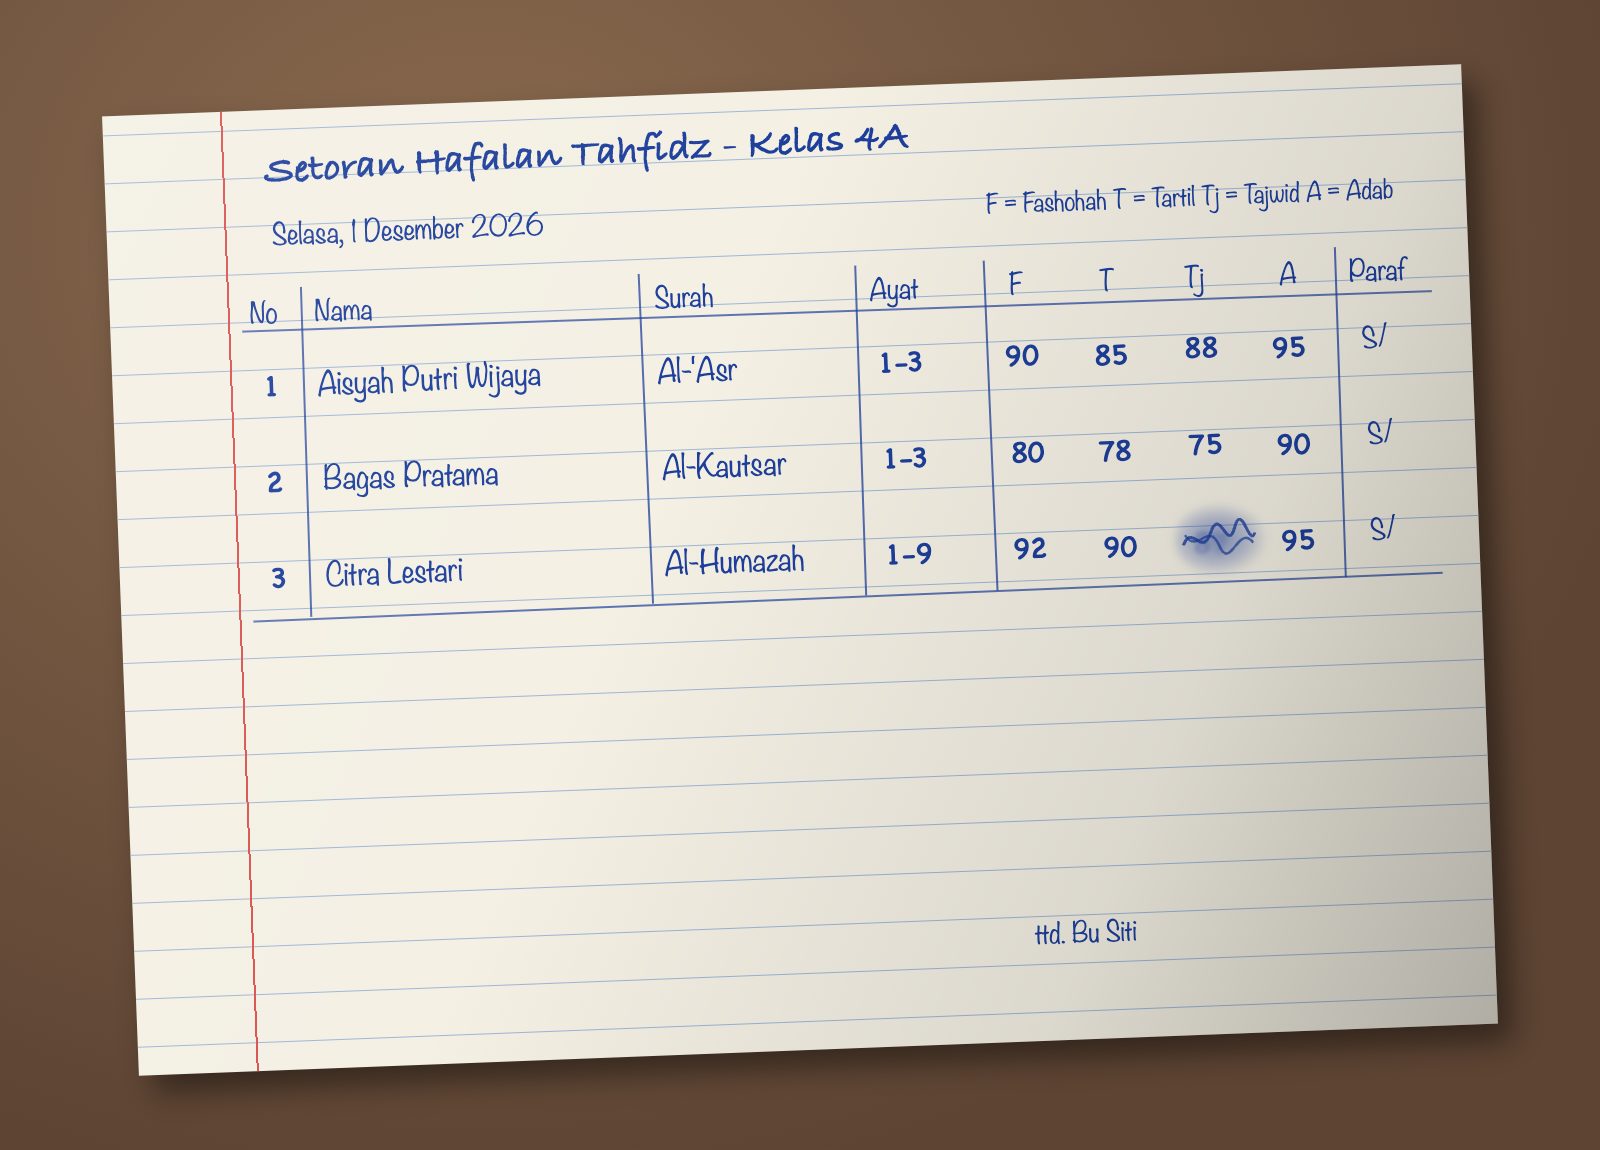 Setoran Hafalan Tahfidz - Kelas 4A
Selasa, 1 Desember 2026
F = Fashohah T = Tartil Tj = Tajwid A = Adab
No Nama Surah Ayat F T Tj A Paraf
1 Aisyah Putri Wijaya Al-'Asr 1-3 90 85 88 95 S/
2 Bagas Pratama Al-Kautsar 1-3 80 78 75 90 S/
3 Citra Lestari Al-Humazah 1-9 92 90 95 S/
ttd. Bu Siti